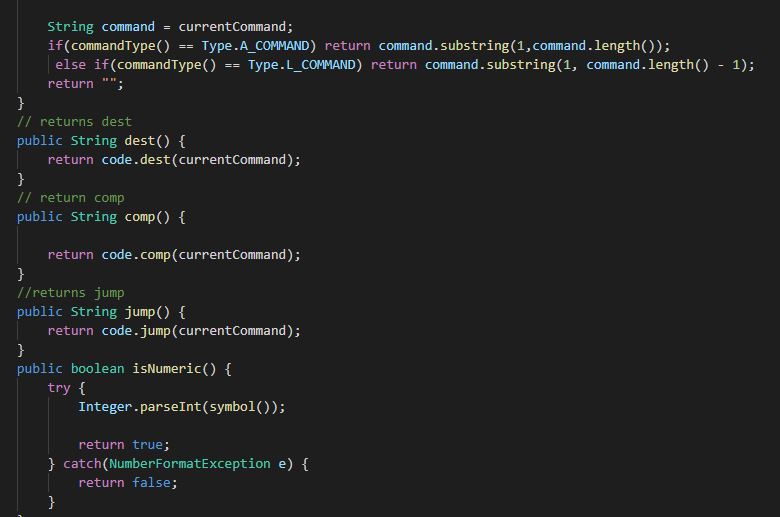 String command = currentCommand;
if(commandType() == Type.A_COMMAND) return command.substring(1,command.length());
else if(commandType() == Type.L_COMMAND) return command.substring(1, command.length() - 1);
return "";
}
// returns dest
public String dest() {
return code.dest(currentCommand);
}
// return comp
public String comp() {
return code.comp(currentCommand);
}
//returns jump
public String jump() {
return code.jump(currentCommand);
}
public boolean isNumeric() {
try {
Integer.parseInt(symbol());
return true;
} catch(NumberFormatException e) {
return false;
}